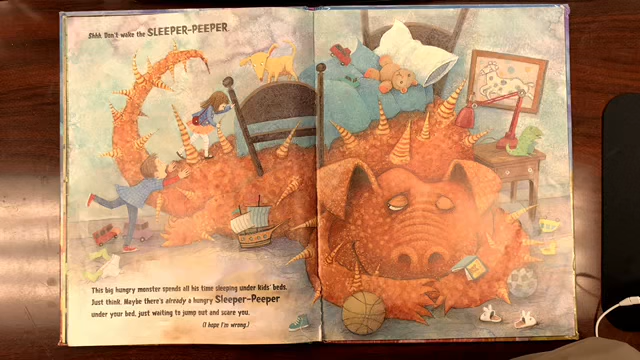 Shhh. Don't wake the SLEEPER-PEEPER.
This big hungry monster spends all his time sleeping under kids' beds.
Just think. Maybe there's already a hungry Sleeper-Peeper
under your bed, just waiting to jump out and scare you.
(I hope I'm wrong.)